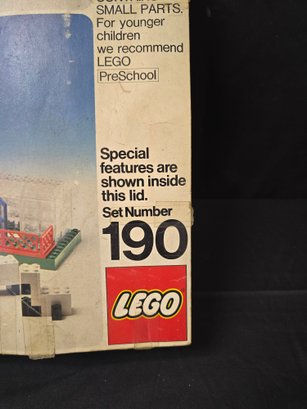 SMALL PARTS.
For younger
children
we recommend
LEGO
PreSchool
Special
features are
shown inside
this lid.
Set Number
190
LEGO